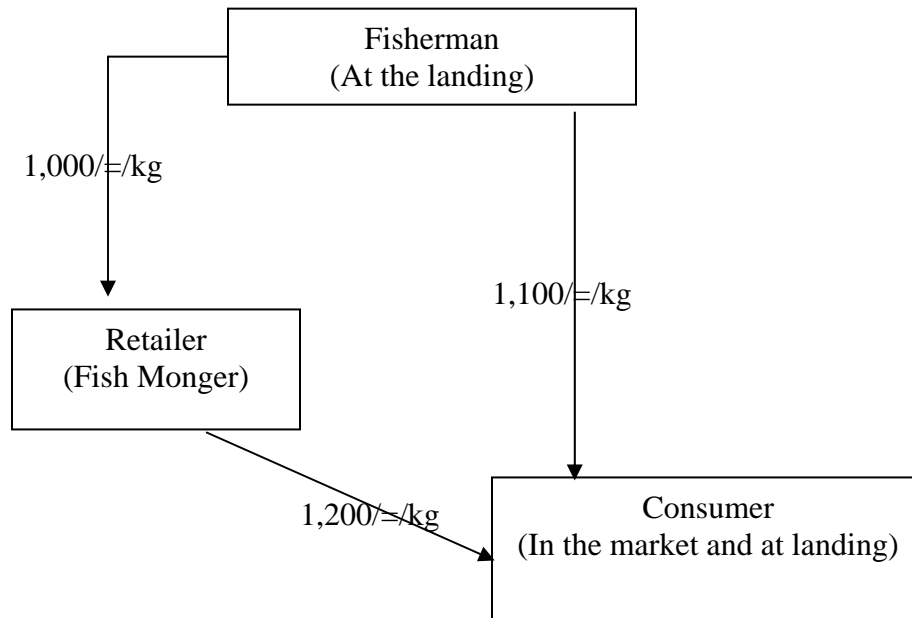 Fisherman
(At the landing)
1,000/=/kg
1,100/=/kg
Retailer
(Fish Monger)
1,200/=/kg
Consumer
(In the market and at landing)